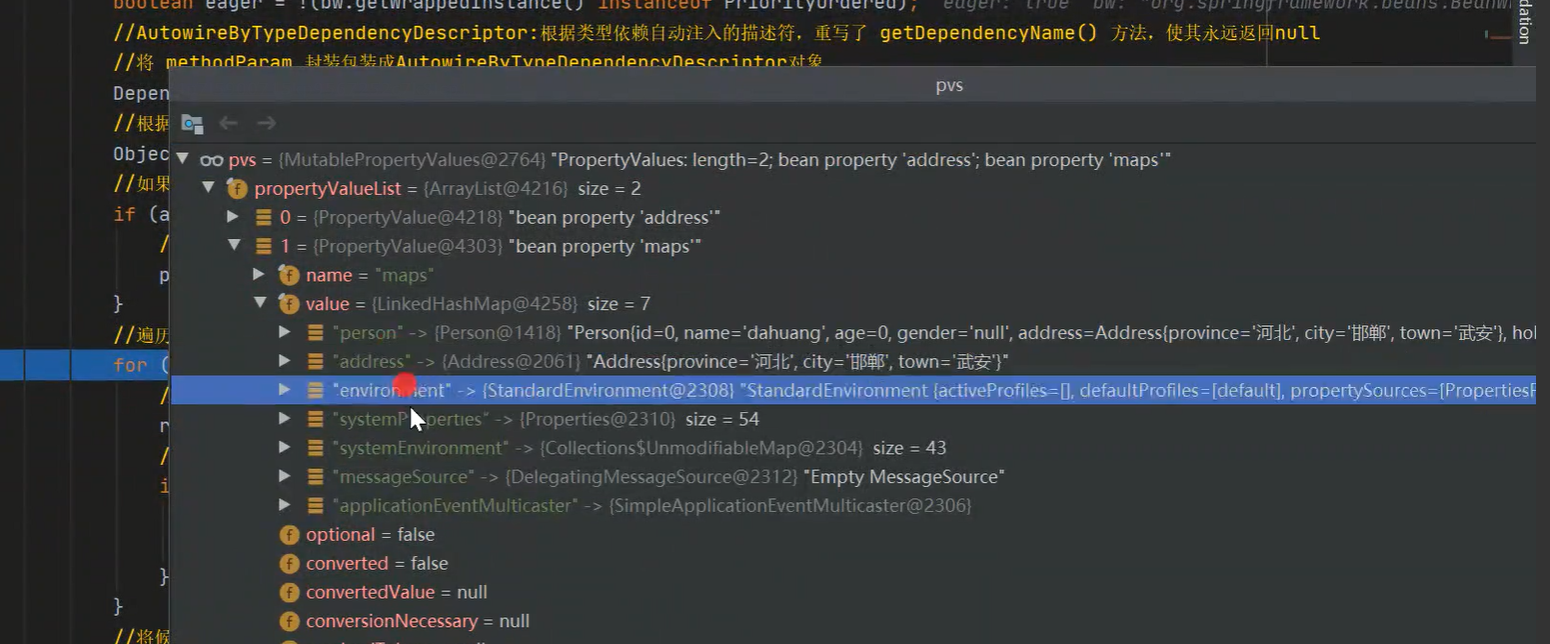 boolean eager = !(bw.getWrappedInstance() instanceof PriorityOrdered); eager: true bw: "org.springframework.beans.BeanW
//AutowireByTypeDependencyDescriptor:根据类型依赖自动注入的描述符，重写了 getDependencyName() 方法，使其永远返回null
//将 methodParam 封装包装成AutowireByTypeDependencyDescriptor对象
dation
pvs
Depen
//根据
Objec
//如果
if (a
/
p
}
//遍历
for (
/
r
/
i
}
}
//将候
pvs = {MutablePropertyValues@2764} "PropertyValues: length=2; bean property 'address'; bean property 'maps'"
propertyValueList = {ArrayList@4216} size = 2
0 = {PropertyValue@4218} "bean property 'address'"
1 = {PropertyValue@4303} "bean property 'maps'"
name = "maps"
value = {LinkedHashMap@4258} size = 7
"person" -> {Person@1418} "Person{id=0, name='dahuang', age=0, gender='null', address=Address{province='河北', city='邯郸', town='武安'}, hol
"address" -> {Address@2061} "Address{province='河北', city='邯郸', town='武安'}"
"environment" -> {StandardEnvironment@2308} "StandardEnvironment {activeProfiles=[], defaultProfiles=[default], propertySources=[PropertiesP
"systemProperties" -> {Properties@2310} size = 54
"systemEnvironment" -> {Collections$UnmodifiableMap@2304} size = 43
"messageSource" -> {DelegatingMessageSource@2312} "Empty MessageSource"
"applicationEventMulticaster" -> {SimpleApplicationEventMulticaster@2306}
optional = false
converted = false
convertedValue = null
conversionNecessary = null